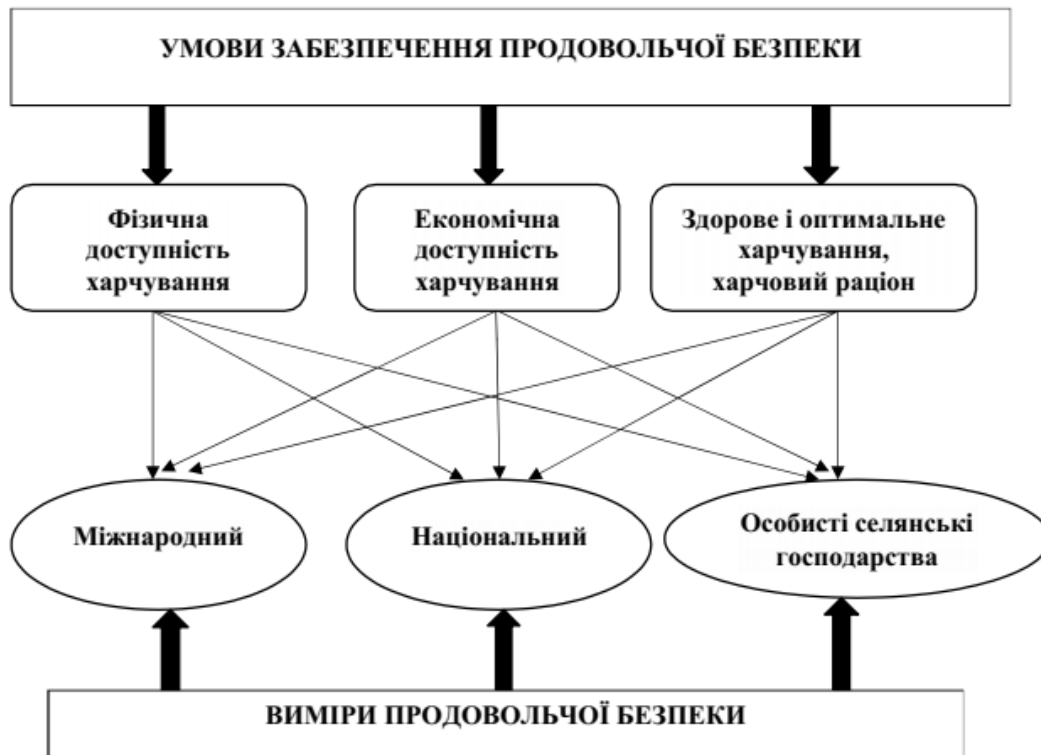 УМОВИ ЗАБЕЗПЕЧЕННЯ ПРОДОВОЛЬЧОЇ БЕЗПЕКИ
Фізична
доступність
харчування
Економічна
доступність
харчування
Здорове і оптимальне
харчування,
харчовий раціон
Міжнародний
Національний
Особисті селянські
господарства
ВИМІРИ ПРОДОВОЛЬЧОЇ БЕЗПЕКИ